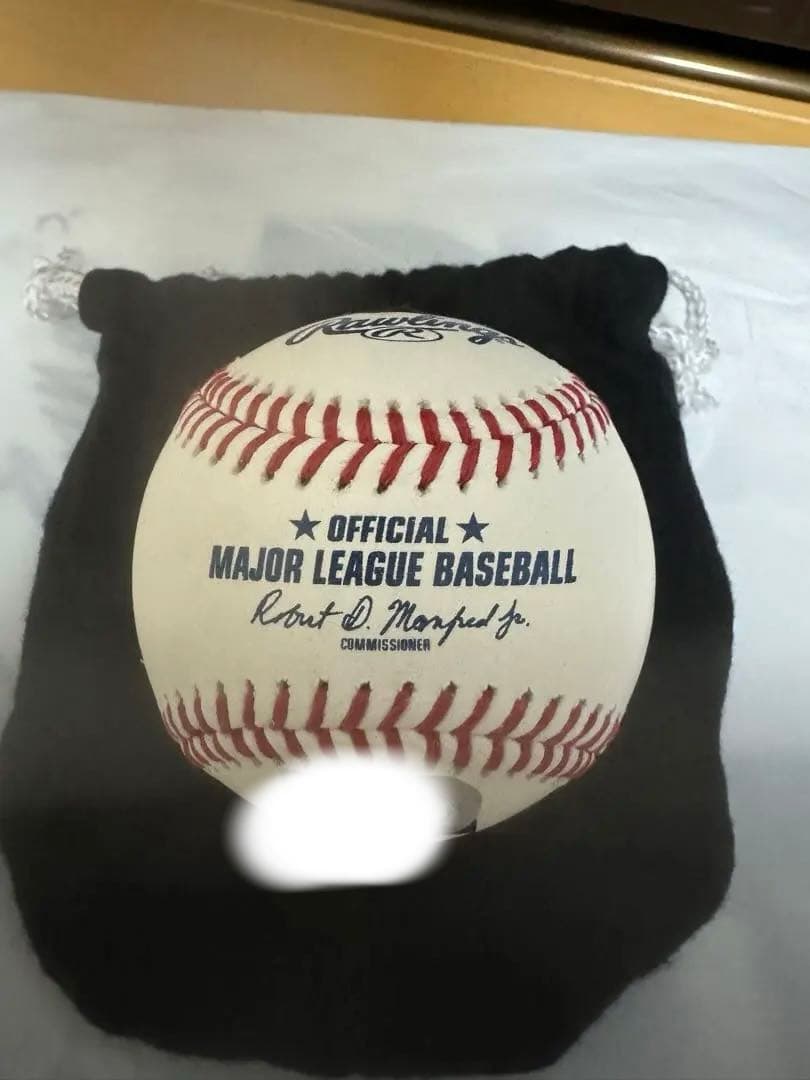 Rawlings
R
★ OFFICIAL ★
MAJOR LEAGUE BASEBALL
Robert D. Manfred Jr.
COMMISSIONER